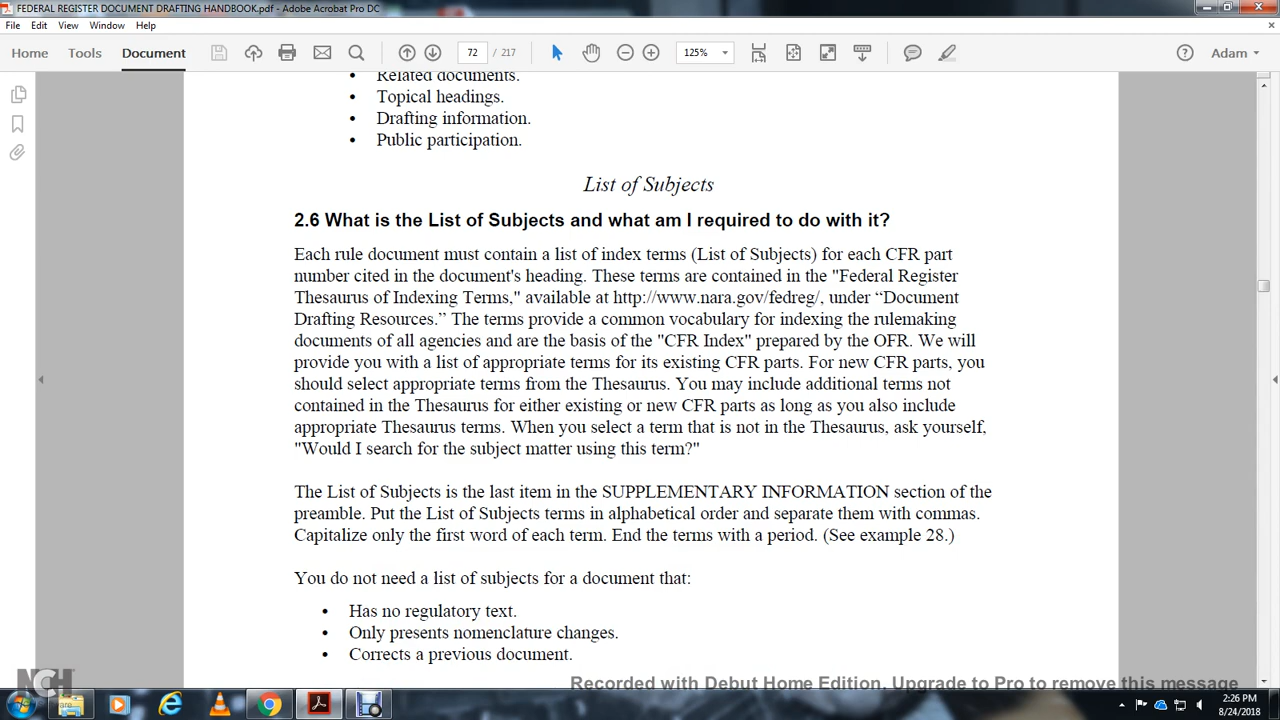 FEDERAL REGISTER DOCUMENT DRAFTING HANDBOOK.pdf - Adobe Acrobat Pro DC
File Edit View Window Help
Home Tools Document 72 / 217 125% Adam
• Related documents.
• Topical headings.
• Drafting information.
• Public participation.
List of Subjects
2.6 What is the List of Subjects and what am I required to do with it?
Each rule document must contain a list of index terms (List of Subjects) for each CFR part
number cited in the document's heading. These terms are contained in the "Federal Register
Thesaurus of Indexing Terms," available at http://www.nara.gov/fedreg/, under “Document
Drafting Resources.” The terms provide a common vocabulary for indexing the rulemaking
documents of all agencies and are the basis of the "CFR Index" prepared by the OFR. We will
provide you with a list of appropriate terms for its existing CFR parts. For new CFR parts, you
should select appropriate terms from the Thesaurus. You may include additional terms not
contained in the Thesaurus for either existing or new CFR parts as long as you also include
appropriate Thesaurus terms. When you select a term that is not in the Thesaurus, ask yourself,
"Would I search for the subject matter using this term?"
The List of Subjects is the last item in the SUPPLEMENTARY INFORMATION section of the
preamble. Put the List of Subjects terms in alphabetical order and separate them with commas.
Capitalize only the first word of each term. End the terms with a period. (See example 28.)
You do not need a list of subjects for a document that:
• Has no regulatory text.
• Only presents nomenclature changes.
• Corrects a previous document.
NCH
Recorded with Debut Home Edition. Upgrade to Pro to remove this message
2:26 PM
8/24/2018